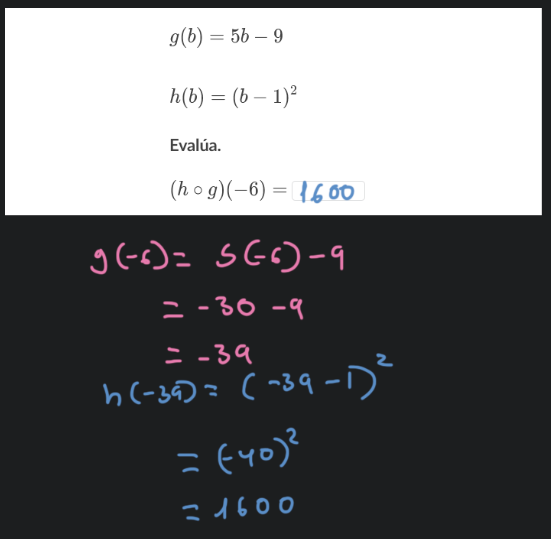 g(b) = 5b − 9
h(b) = (b − 1)²
Evalúa.
(h ∘ g)(−6) = 1600
g(-6) = 5(-6) - 9
= -30 - 9
= -39
h(-39) = (-39 - 1)²
= (-40)²
= 1600